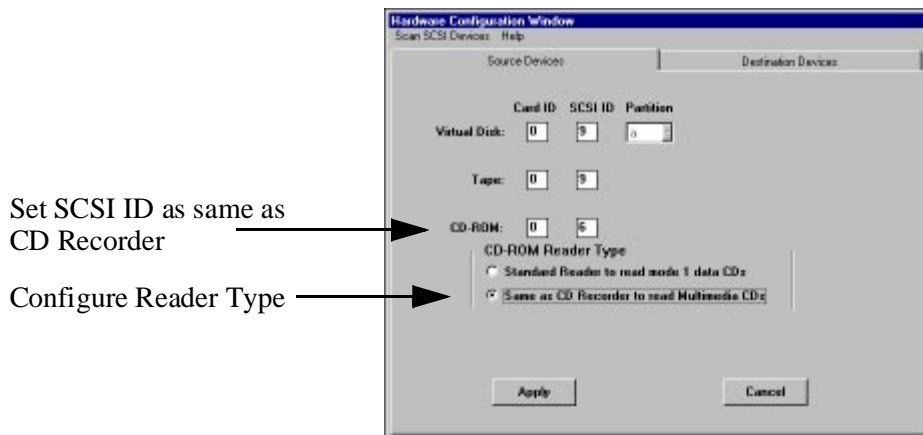 Hardware Configuration Window
Scan SCSI Devices Help
Source Devices Destination Devices
Card ID SCSI ID Partition
Virtual Disk: 0 9 a
Tape: 0 9
Set SCSI ID as same as
CD Recorder
CD-ROM: 0 6
CD-ROM Reader Type
Standard Reader to read mode 1 data CDs
Configure Reader Type
Same as CD Recorder to read Multimedia CDs
Apply Cancel